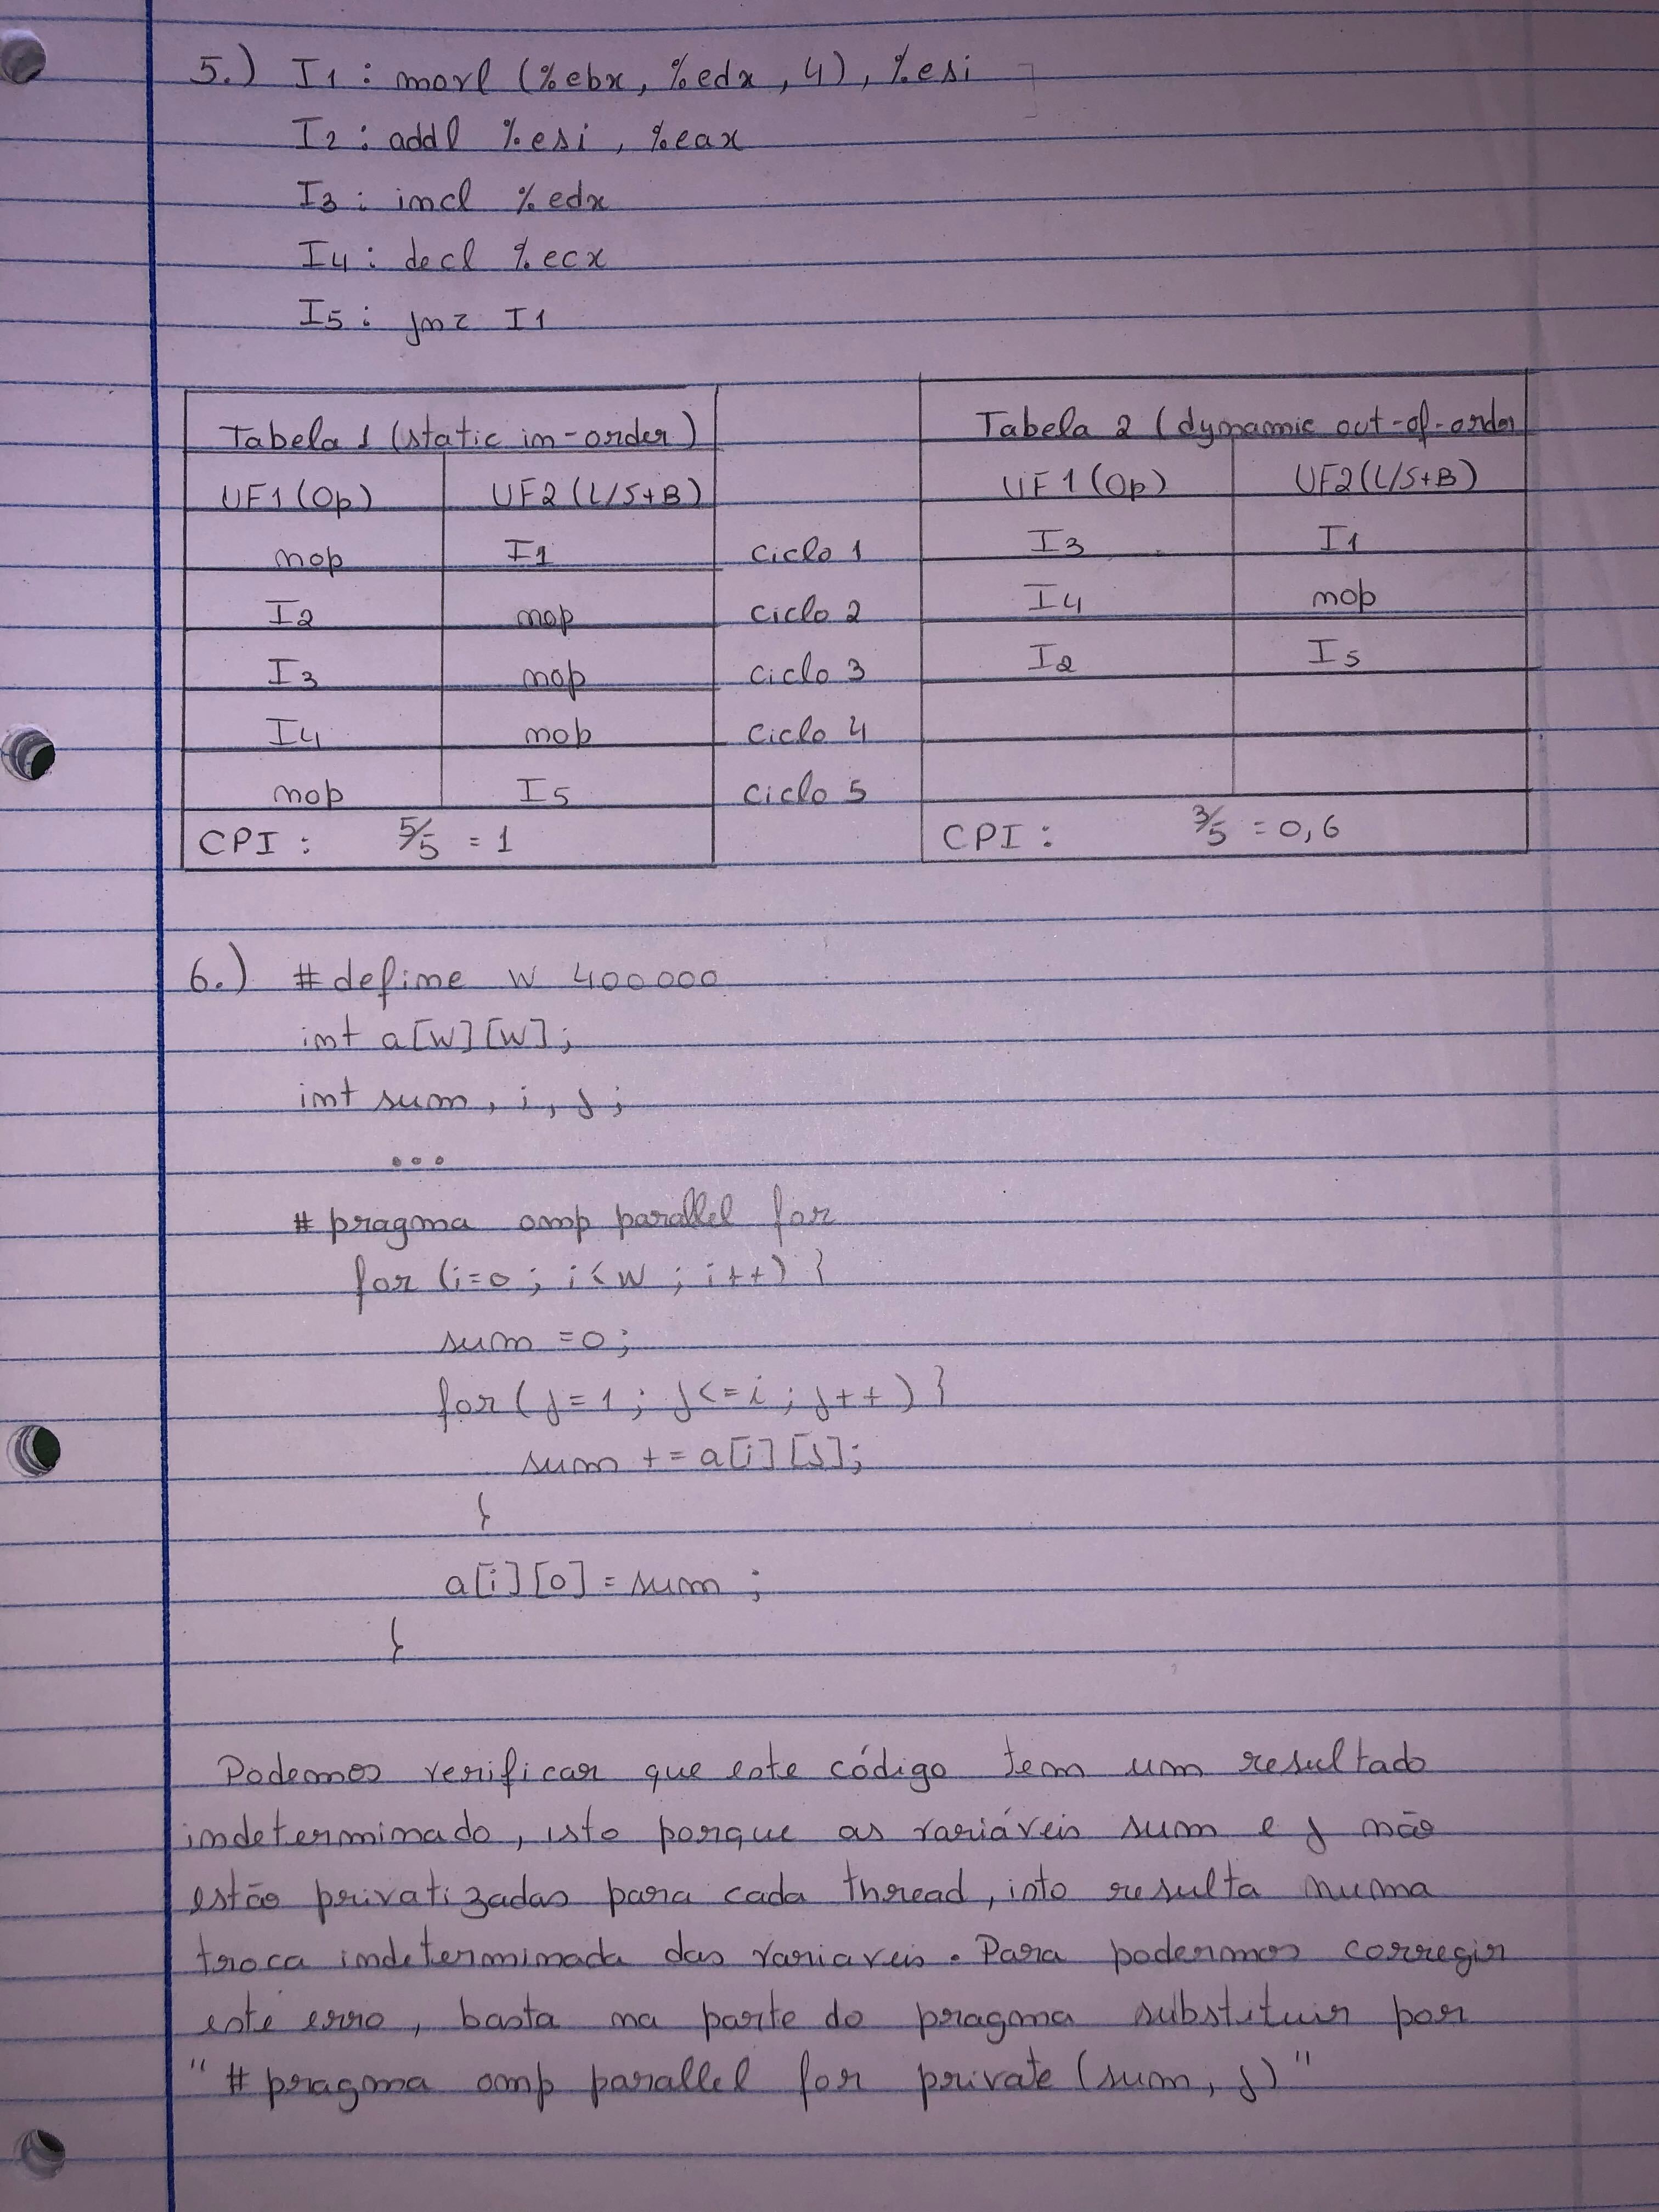 5.) I1 : movl (%ebx, %edx, 4), %esi
I2 : addl %esi, %eax
I3 : incl %edx
I4 : decl %ecx
I5 : jnz I1
Tabela 1 (static in-order) Tabela 2 (dynamic out-of-order
UF1(Op) UF2(L/S+B) UF1(Op) UF2(L/S+B)
nop I1 Ciclo 1 I3 I1
I2 nop Ciclo 2 I4 nop
I3 nop Ciclo 3 I2 I5
I4 nop Ciclo 4
nop I5 Ciclo 5
CPI : 5/5 = 1 CPI : 3/5 = 0,6
6.) #define W 400000
int a[W][W];
int sum, i, j;
...
#pragma omp parallel for
for (i=0; i<W; i++) {
sum =0;
for (j=1; j<=i; j++) {
sum += a[i][j];
}
a[i][0] = sum;
}
Podemos verificar que este código tem um resultado
indeterminado, isto porque as variáveis sum e j não
estão privatizadas para cada thread, isto resulta numa
troca indeterminada das variaveis. Para podermos corregir
este erro, basta na parte do pragma substituir por
"#pragma omp parallel for private (sum, j)"